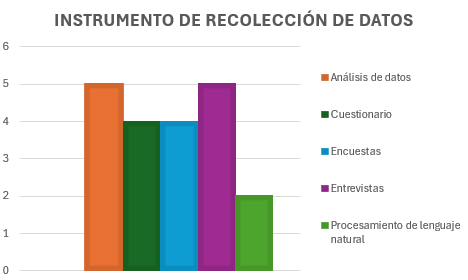 INSTRUMENTO DE RECOLECCIÓN DE DATOS
6
5
4
3
2
1
0
Análisis de datos
Cuestionario
Encuestas
Entrevistas
Procesamiento de lenguaje
natural